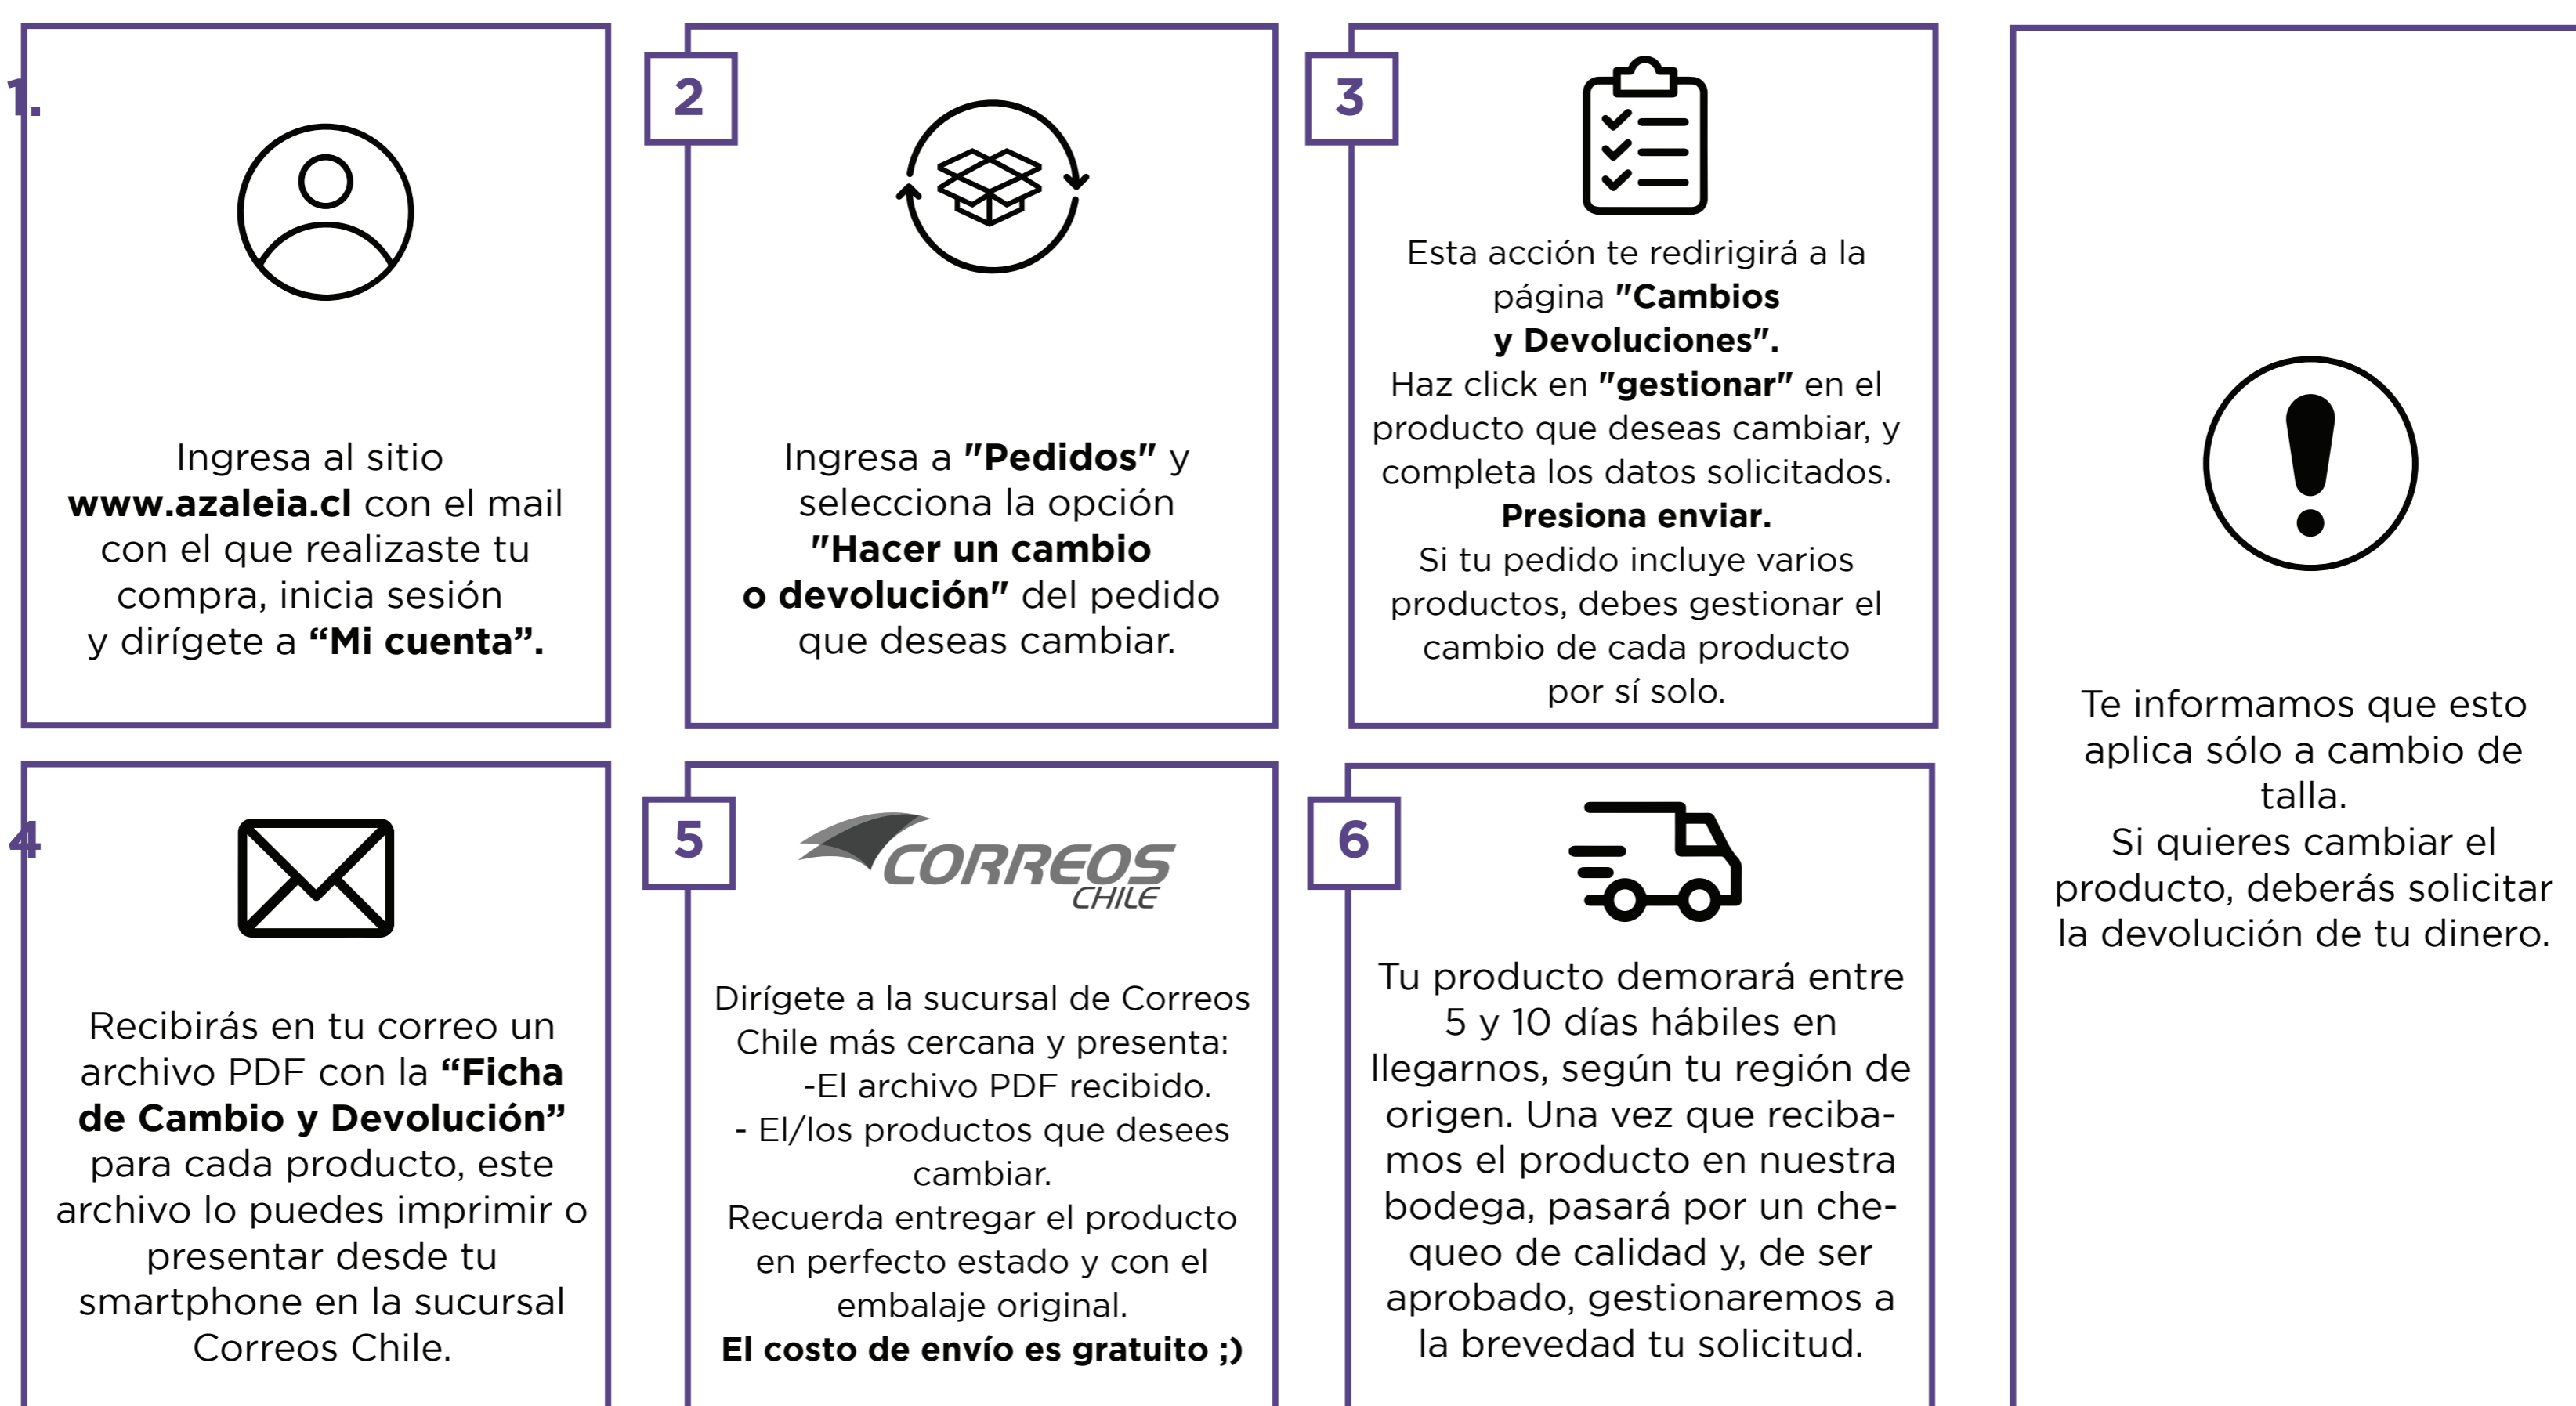 1.
Ingresa al sitio
www.azaleia.cl con el mail
con el que realizaste tu
compra, inicia sesión
y dirígete a “Mi cuenta”.
2
Ingresa a "Pedidos" y
selecciona la opción
"Hacer un cambio
o devolución" del pedido
que deseas cambiar.
3
Esta acción te redirigirá a la
página "Cambios
y Devoluciones".
Haz click en "gestionar" en el
producto que deseas cambiar, y
completa los datos solicitados.
Presiona enviar.
Si tu pedido incluye varios
productos, debes gestionar el
cambio de cada producto
por sí solo.
4
Recibirás en tu correo un
archivo PDF con la “Ficha
de Cambio y Devolución”
para cada producto, este
archivo lo puedes imprimir o
presentar desde tu
smartphone en la sucursal
Correos Chile.
5
CORREOS
CHILE
Dirígete a la sucursal de Correos
Chile más cercana y presenta:
-El archivo PDF recibido.
- El/los productos que desees
cambiar.
Recuerda entregar el producto
en perfecto estado y con el
embalaje original.
El costo de envío es gratuito ;)
6
Tu producto demorará entre
5 y 10 días hábiles en
llegarnos, según tu región de
origen. Una vez que reciba-
mos el producto en nuestra
bodega, pasará por un che-
queo de calidad y, de ser
aprobado, gestionaremos a
la brevedad tu solicitud.
Te informamos que esto
aplica sólo a cambio de
talla.
Si quieres cambiar el
producto, deberás solicitar
la devolución de tu dinero.